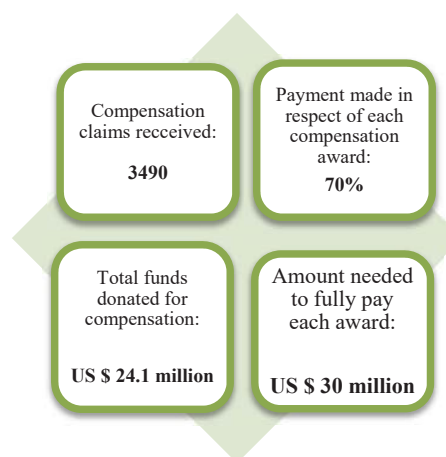 Compensation
claims recceived:
3490
Payment made in
respect of each
compensation
award:
70%
Total funds
donated for
compensation:
US $ 24.1 million
Amount needed
to fully pay
each award:
US $ 30 million